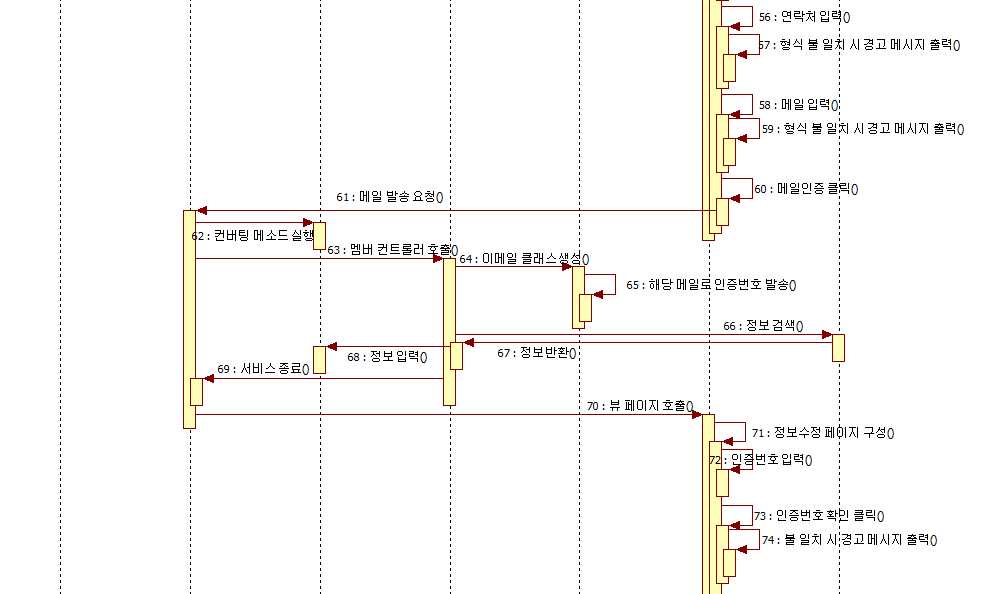 56 : 연락처 입력()
57 : 형식 불 일치 시 경고 메시지 출력()
58 : 메일 입력()
59 : 형식 불 일치 시 경고 메시지 출력()
60 : 메일인증 클릭()
61 : 메일 발송 요청()
62 : 컨버팅 메소드 실행
63 : 멤버 컨트롤러 호출()
64 : 이메일 클래스생성()
65 : 해당 메일로 인증번호 발송()
66 : 정보 검색()
67 : 정보 반환()
68 : 정보 입력()
69 : 서비스 종료()
70 : 뷰 페이지 호출()
71 : 정보수정 페이지 구성()
72 : 인증번호 입력()
73 : 인증번호 확인 클릭()
74 : 불 일치 시 경고 메시지 출력()